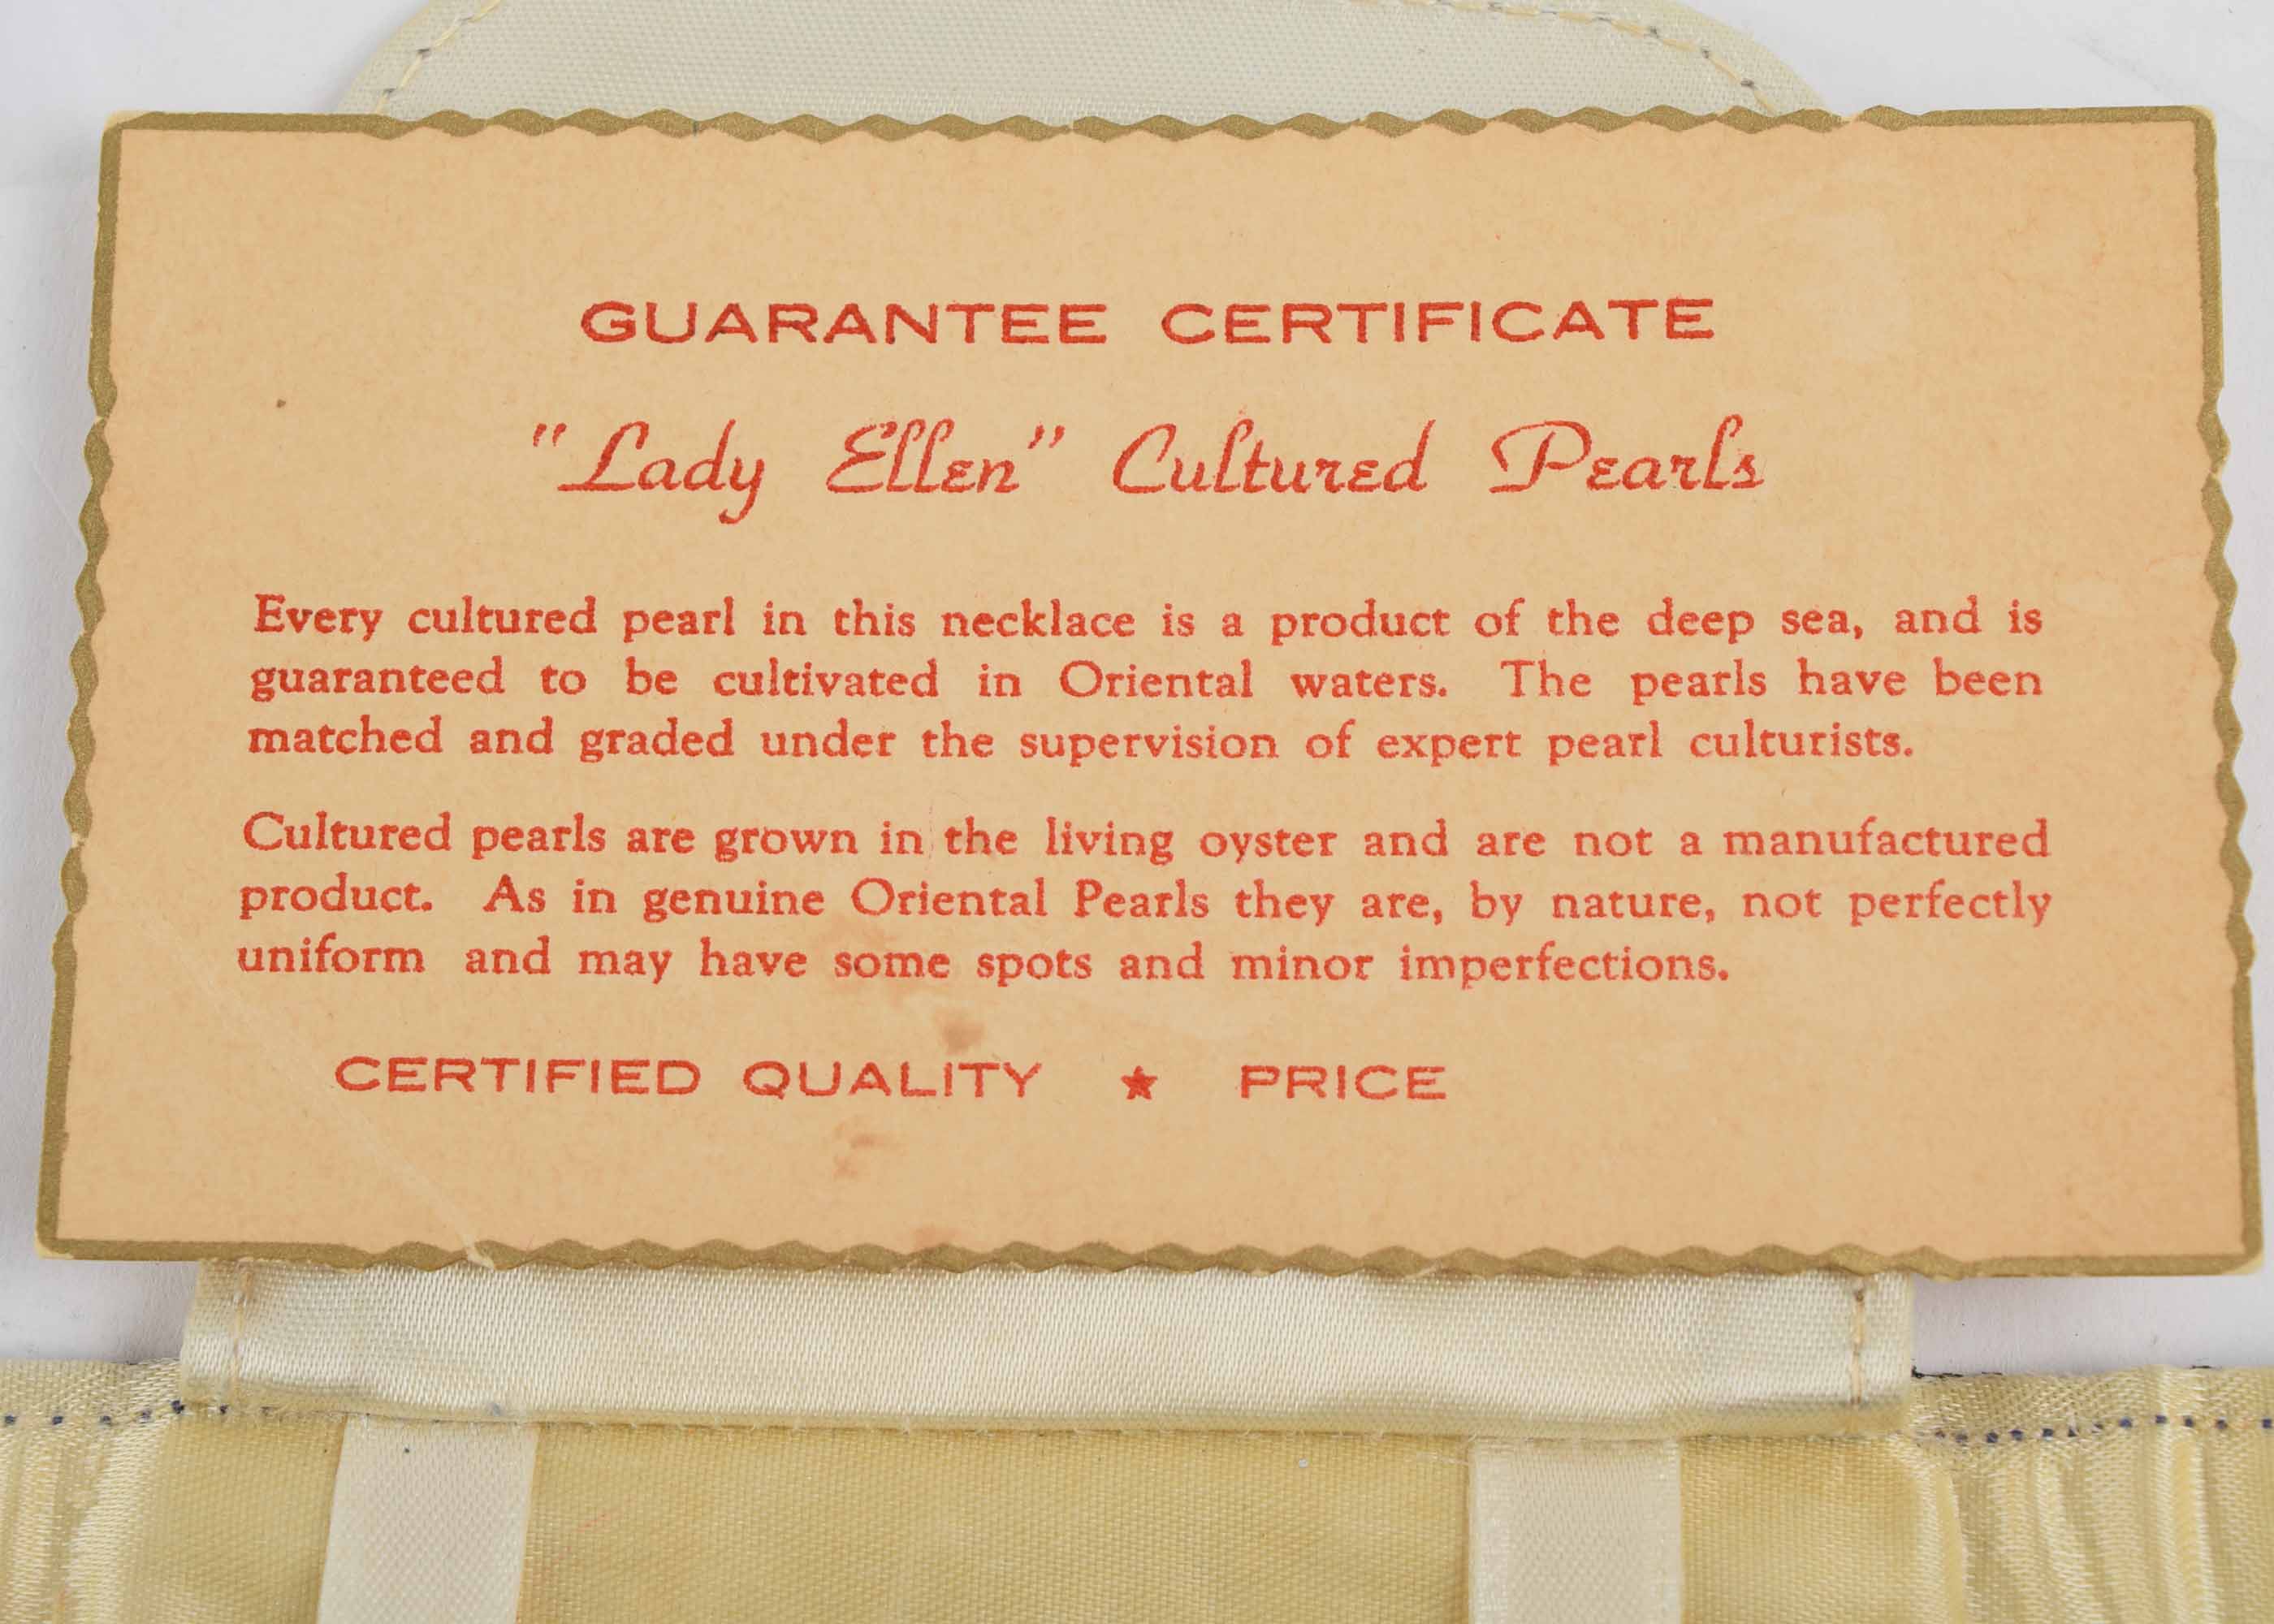 GUARANTEE CERTIFICATE
"Lady Ellen" Cultured Pearls
Every cultured pearl in this necklace is a product of the deep sea, and is
guaranteed to be cultivated in Oriental waters. The pearls have been
matched and graded under the supervision of expert pearl culturists.
Cultured pearls are grown in the living oyster and are not a manufactured
product. As in genuine Oriental Pearls they are, by nature, not perfectly
uniform and may have some spots and minor imperfections.
CERTIFIED QUALITY ★ PRICE